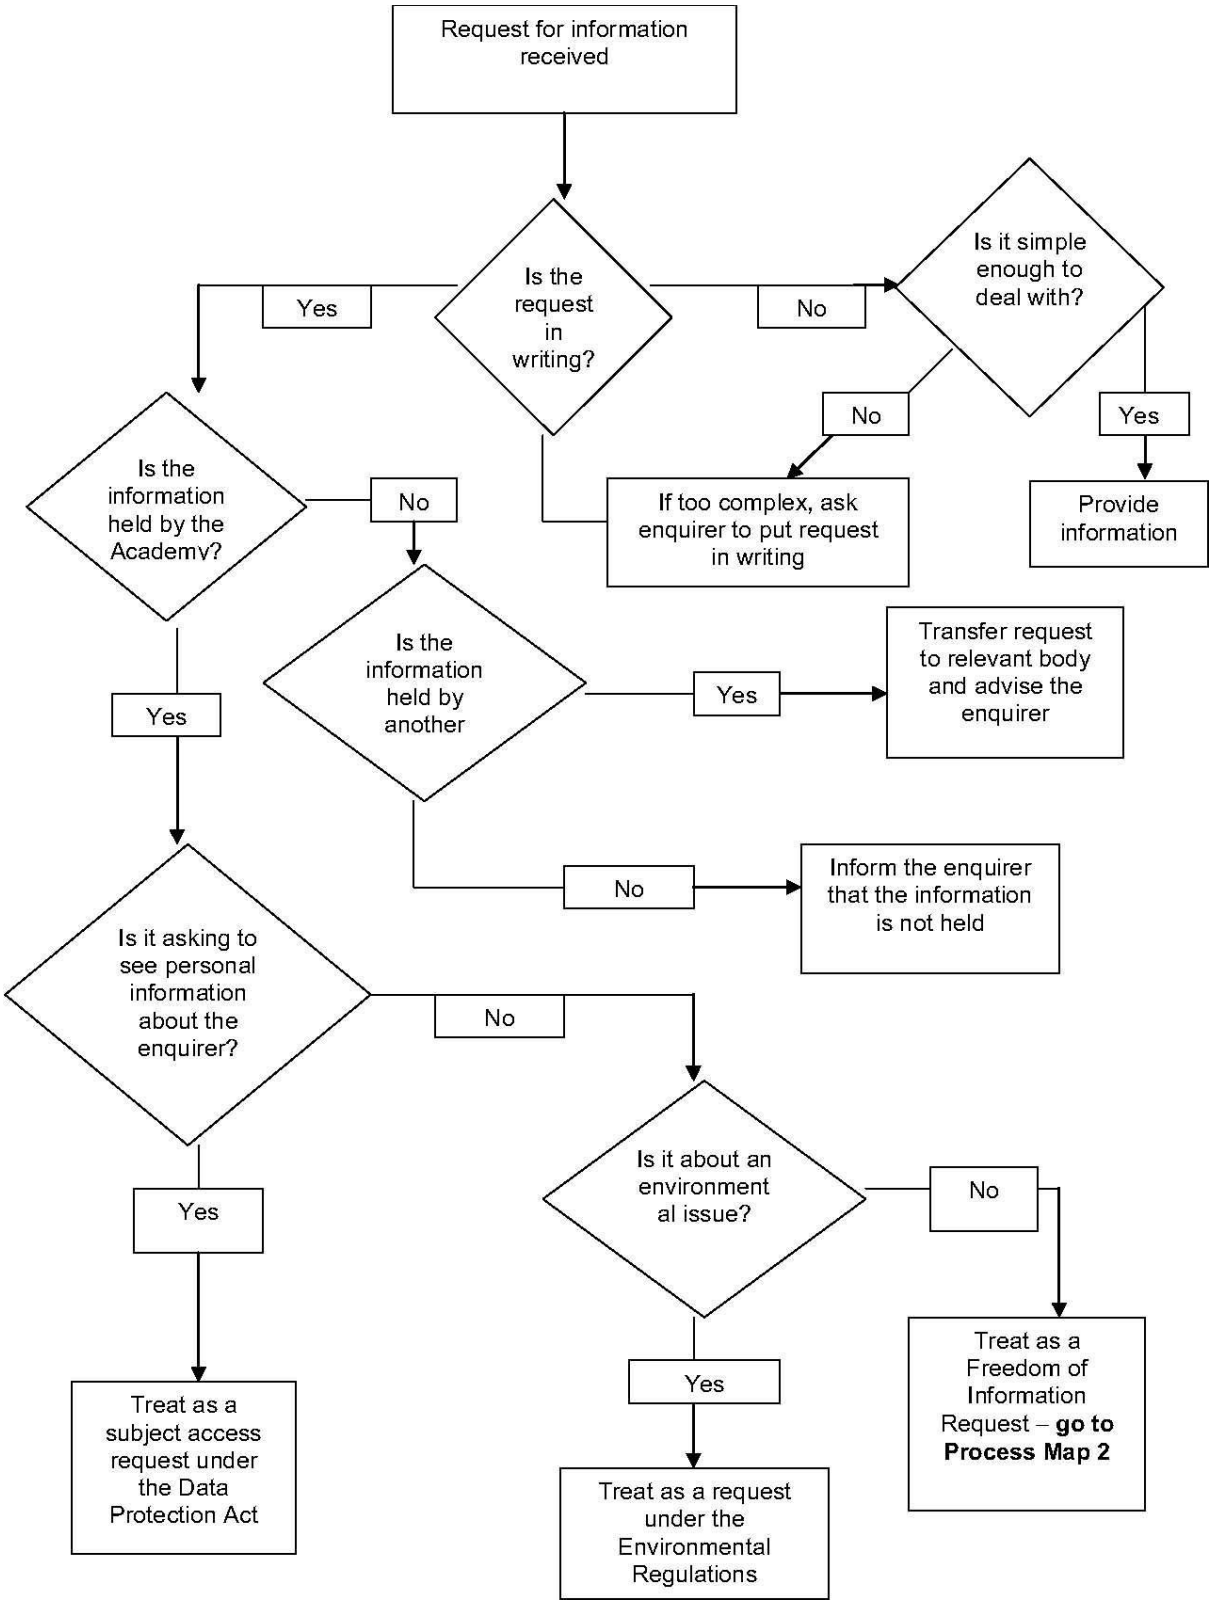 Request for information
received
Is the
request
in
writing?
Yes
No
Is it simple
enough to
deal with?
No
Yes
If too complex, ask
enquirer to put request
in writing
Provide
information
Is the
information
held by the
Academy?
No
Is the
information
held by
another
Yes
Transfer request
to relevant body
and advise the
enquirer
Yes
No
Inform the enquirer
that the information
is not held
Is it asking to
see personal
information
about the
enquirer?
No
Is it about an
environment
al issue?
No
Yes
Treat as a
subject access
request under
the Data
Protection Act
Yes
Treat as a request
under the
Environmental
Regulations
Treat as a
Freedom of
Information
Request – go to
Process Map 2